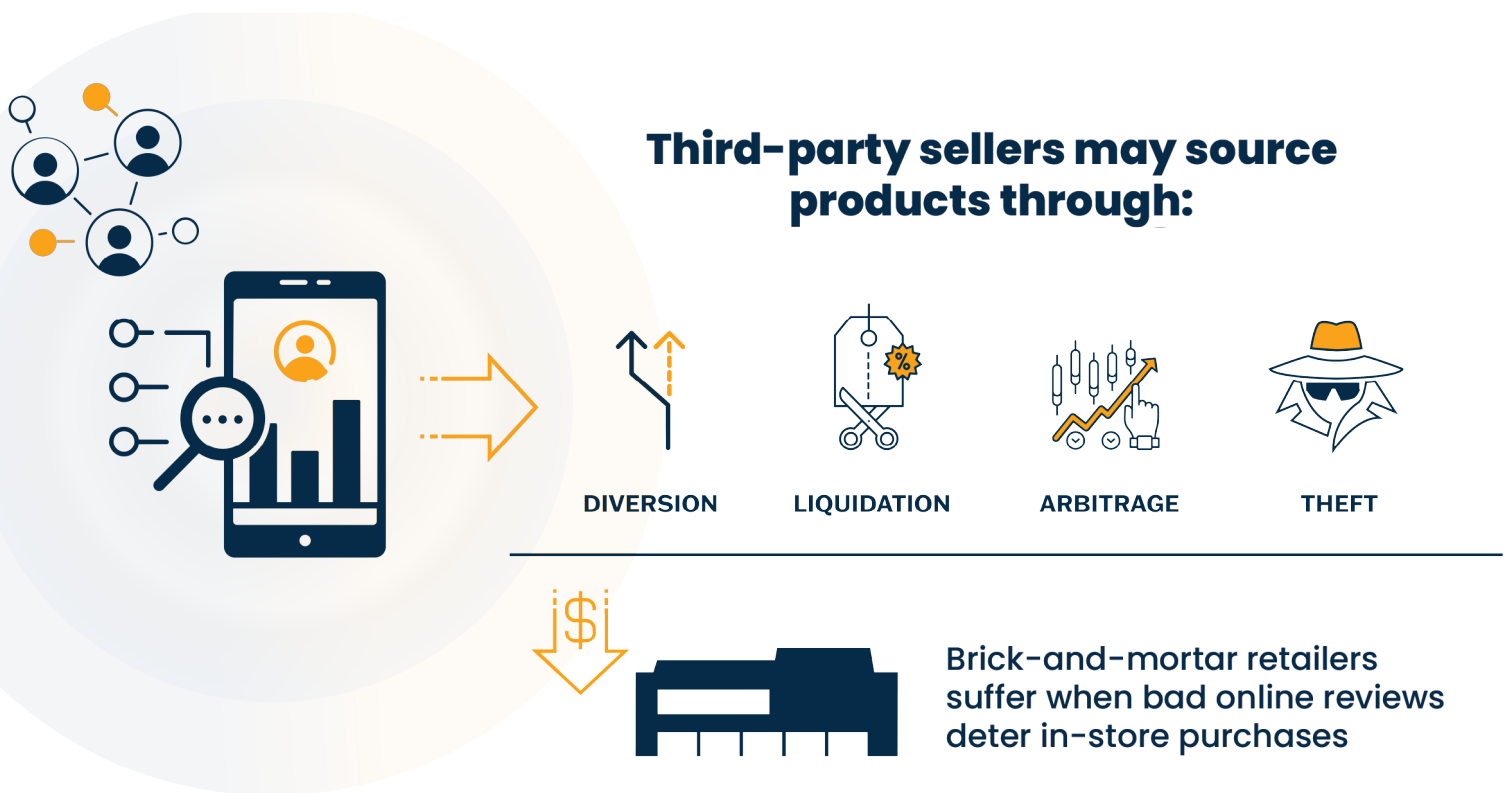 Third-party sellers may source
products through:
%
DIVERSION
LIQUIDATION
ARBITRAGE
THEFT
$
Brick-and-mortar retailers
suffer when bad online reviews
deter in-store purchases